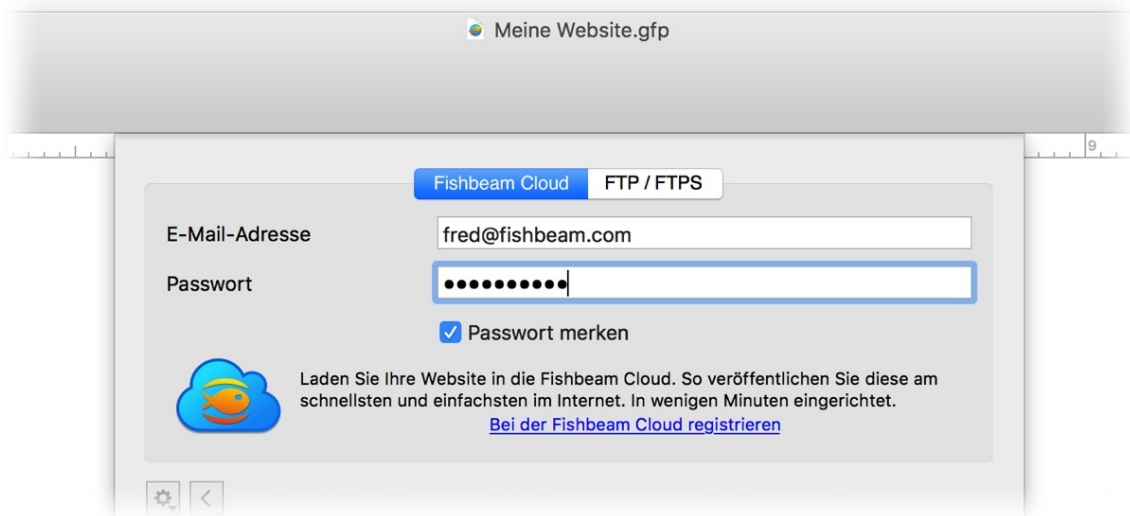 Meine Website.gfp
9
Fishbeam Cloud FTP / FTPS
E-Mail-Adresse fred@fishbeam.com
Passwort ●●●●●●●●●●
Passwort merken
Laden Sie Ihre Website in die Fishbeam Cloud. So veröffentlichen Sie diese am
schnellsten und einfachsten im Internet. In wenigen Minuten eingerichtet.
Bei der Fishbeam Cloud registrieren